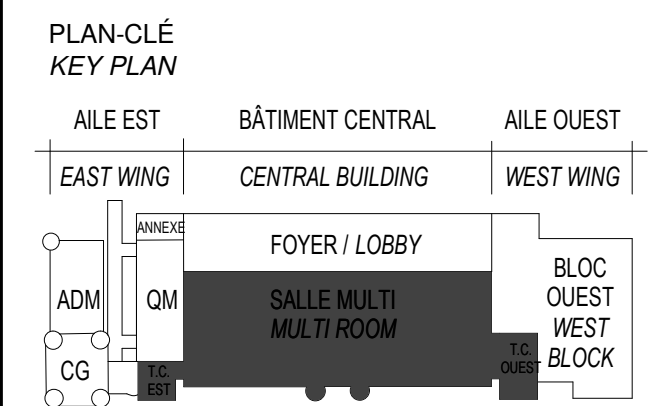 PLAN-CLÉ
KEY PLAN
AILE EST
BÂTIMENT CENTRAL
AILE OUEST
EAST WING
CENTRAL BUILDING
WEST WING
ANNEXE
FOYER / LOBBY
ADM
QM
SALLE MULTI
MULTI ROOM
BLOC
OUEST
WEST
BLOCK
CG
T.C.
EST
T.C.
OUEST